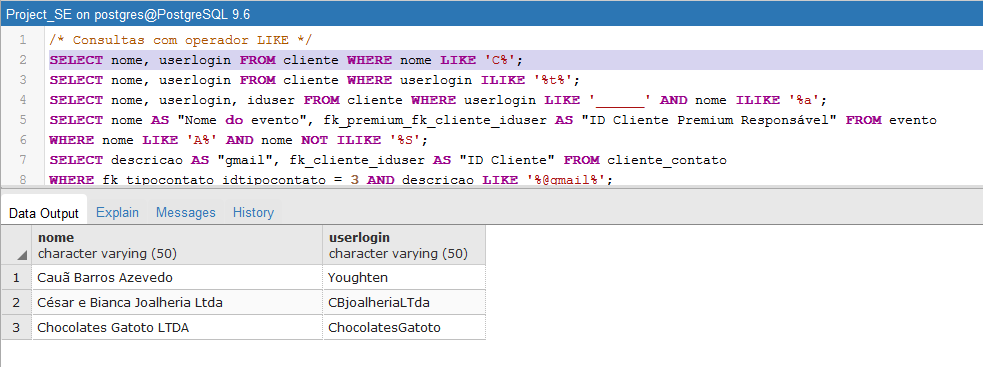 Project_SE on postgres@PostgreSQL 9.6
1 /* Consultas com operador LIKE */
2 SELECT nome, userlogin FROM cliente WHERE nome LIKE 'C%';
3 SELECT nome, userlogin FROM cliente WHERE userlogin ILIKE '%t%';
4 SELECT nome, userlogin, iduser FROM cliente WHERE userlogin LIKE '______' AND nome ILIKE '%a';
5 SELECT nome AS "Nome do evento", fk_premium_fk_cliente_iduser AS "ID Cliente Premium Responsável" FROM evento
6 WHERE nome LIKE 'A%' AND nome NOT ILIKE '%S';
7 SELECT descricao AS "gmail", fk_cliente_iduser AS "ID Cliente" FROM cliente_contato
8 WHERE fk_tipocontato_idtipocontato = 3 AND descricao LIKE '%@gmail%';
Data Output Explain Messages History
nome userlogin
character varying (50) character varying (50)
1 Cauã Barros Azevedo Youghten
2 César e Bianca Joalheria Ltda CBjoalheriaLTda
3 Chocolates Gatoto LTDA ChocolatesGatoto